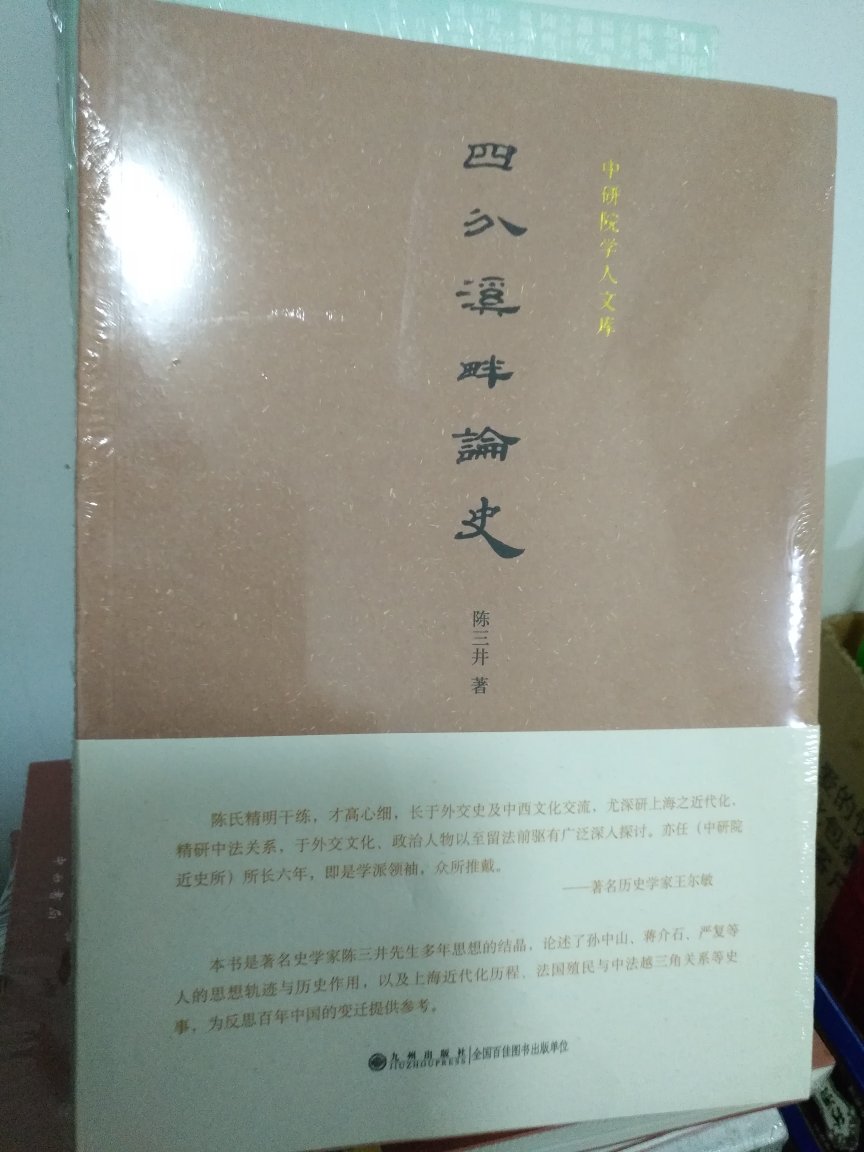 中研院学人文库
四分溪畔論史
陈三井 著
陈氏精明干练，才高心细，长于外交史及中西文化交流，尤深研上海之近代化，
精研中法关系，于外交文化、政治人物以至留法前驱有广泛深入探讨。亦任（中研院
近史所）所长六年，即是学派领袖，众所推戴。
——著名历史学家王尔敏
本书是著名史学家陈三井先生多年思想的结晶，论述了孙中山、蒋介石、严复等
人的思想轨迹与历史作用，以及上海近代化历程、法国殖民与中法越三角关系等史
事，为反思百年中国的变迁提供参考。
九州出版社
JIUZHOUPRESS
全国百佳图书出版单位